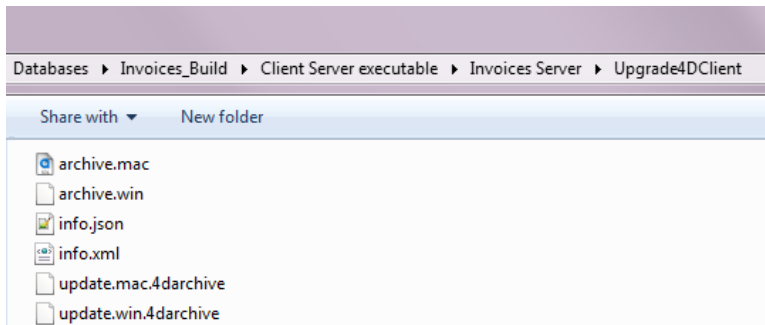 Databases ▸ Invoices_Build ▸ Client Server executable ▸ Invoices Server ▸ Upgrade4DClient
Share with ▾ New folder
archive.mac
archive.win
info.json
info.xml
update.mac.4darchive
update.win.4darchive